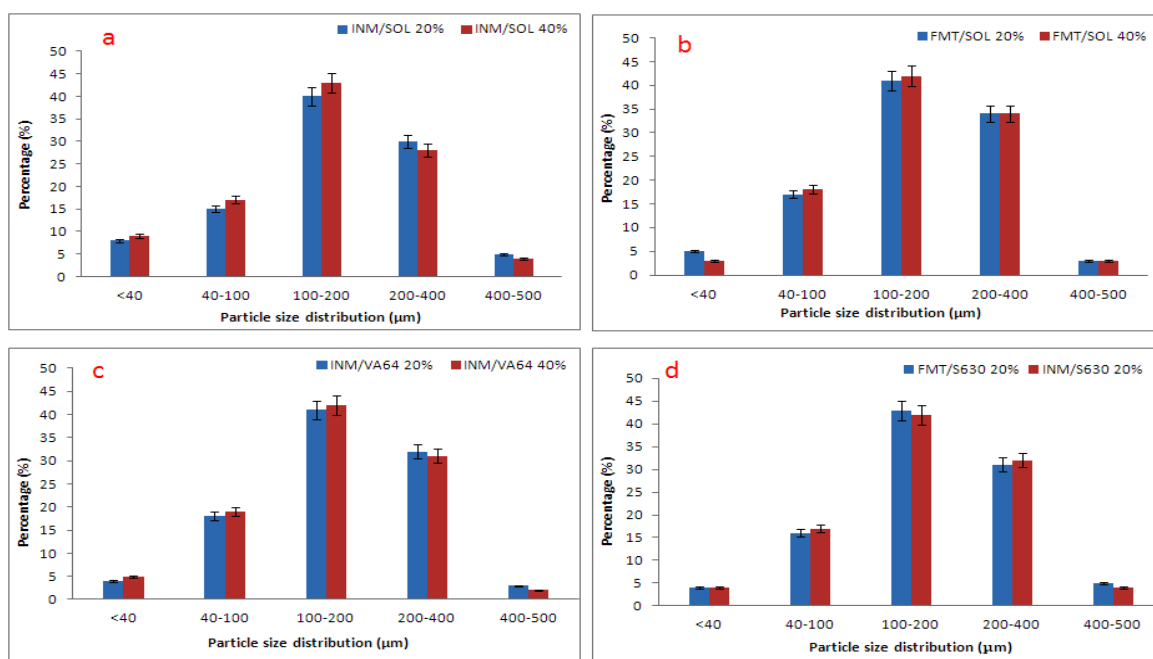 a
INM/SOL 20% INM/SOL 40%
50
45
40
35
30
25
20
15
10
5
0
Percentage (%)
<40 40-100 100-200 200-400 400-500
Particle size distribution (µm)
b
FMT/SOL 20% FMT/SOL 40%
50
45
40
35
30
25
20
15
10
5
0
Percentage (%)
<40 40-100 100-200 200-400 400-500
Particle size distribution (µm)
c
INM/VA64 20% INM/VA64 40%
50
45
40
35
30
25
20
15
10
5
0
Percentage (%)
<40 40-100 100-200 200-400 400-500
Particle size distribution (µm)
d
FMT/S630 20% INM/S630 20%
50
45
40
35
30
25
20
15
10
5
0
Percentage (%)
<40 40-100 100-200 200-400 400-500
Particle size distribution (µm)